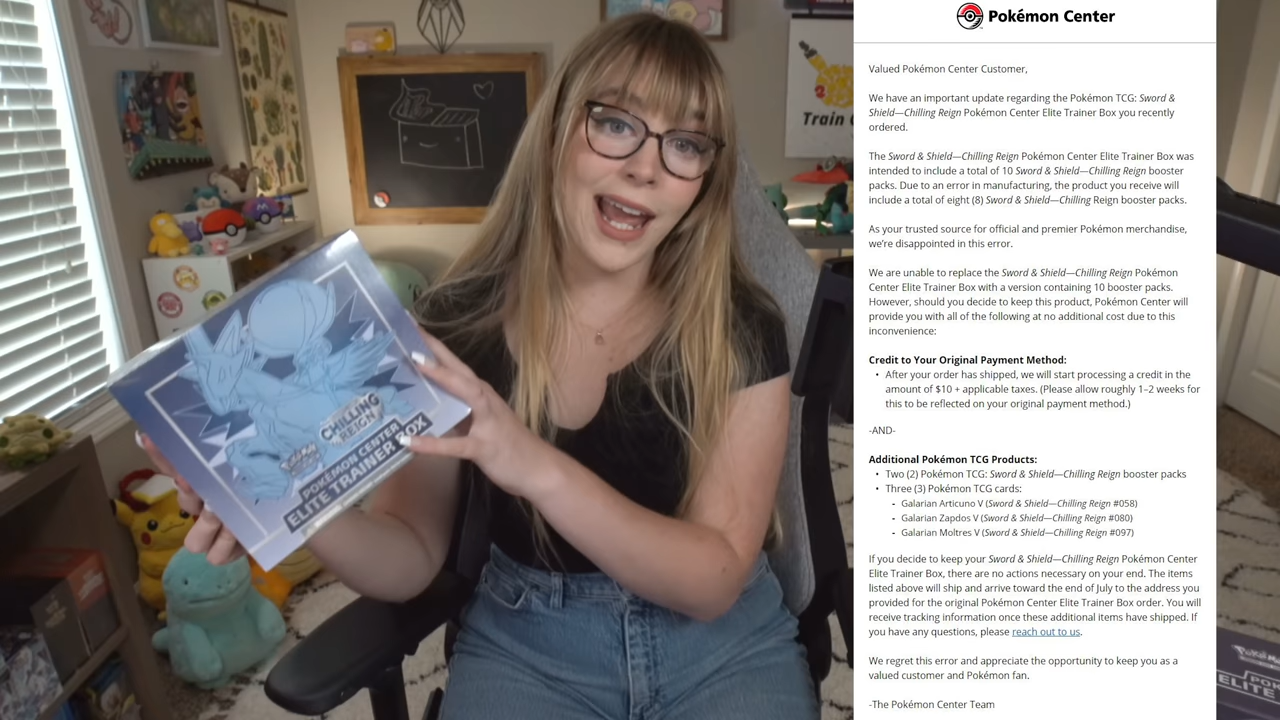 Pokémon Center
Valued Pokémon Center Customer,
We have an important update regarding the Pokémon TCG: Sword &
Shield—Chilling Reign Pokémon Center Elite Trainer Box you recently
ordered.
The Sword & Shield—Chilling Reign Pokémon Center Elite Trainer Box was
intended to include a total of 10 Sword & Shield—Chilling Reign booster
packs. Due to an error in manufacturing, the product you receive will
include a total of eight (8) Sword & Shield—Chilling Reign booster packs.
As your trusted source for official and premier Pokémon merchandise,
we're disappointed in this error.
We are unable to replace the Sword & Shield—Chilling Reign Pokémon
Center Elite Trainer Box with a version containing 10 booster packs.
However, should you decide to keep this product, Pokémon Center will
provide you with all of the following at no additional cost due to this
inconvenience:
Credit to Your Original Payment Method:
• After your order has shipped, we will start processing a credit in the
amount of $10 + applicable taxes. (Please allow roughly 1–2 weeks for
this to be reflected on your original payment method.)
-AND-
Additional Pokémon TCG Products:
• Two (2) Pokémon TCG: Sword & Shield—Chilling Reign booster packs
• Three (3) Pokémon TCG cards:
- Galarian Articuno V (Sword & Shield—Chilling Reign #058)
- Galarian Zapdos V (Sword & Shield—Chilling Reign #080)
- Galarian Moltres V (Sword & Shield—Chilling Reign #097)
If you decide to keep your Sword & Shield—Chilling Reign Pokémon Center
Elite Trainer Box, there are no actions necessary on your end. The items
listed above will ship and arrive toward the end of July to the address you
provided for the original Pokémon Center Elite Trainer Box order. You will
receive tracking information once these additional items have shipped. If
you have any questions, please reach out to us.
We regret this error and appreciate the opportunity to keep you as a
valued customer and Pokémon fan.
-The Pokémon Center Team
CHILLING
REIGN
POKÉMON CENTER
ELITE TRAINER BOX
Train